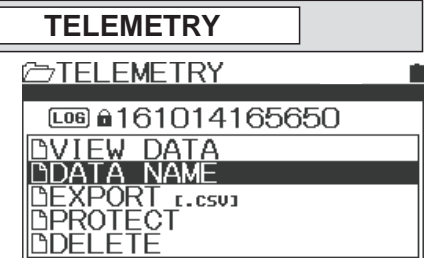 TELEMETRY
TELEMETRY
LOG 161014165650
VIEW DATA
DATA NAME
EXPORT [.CSV]
PROTECT
DELETE